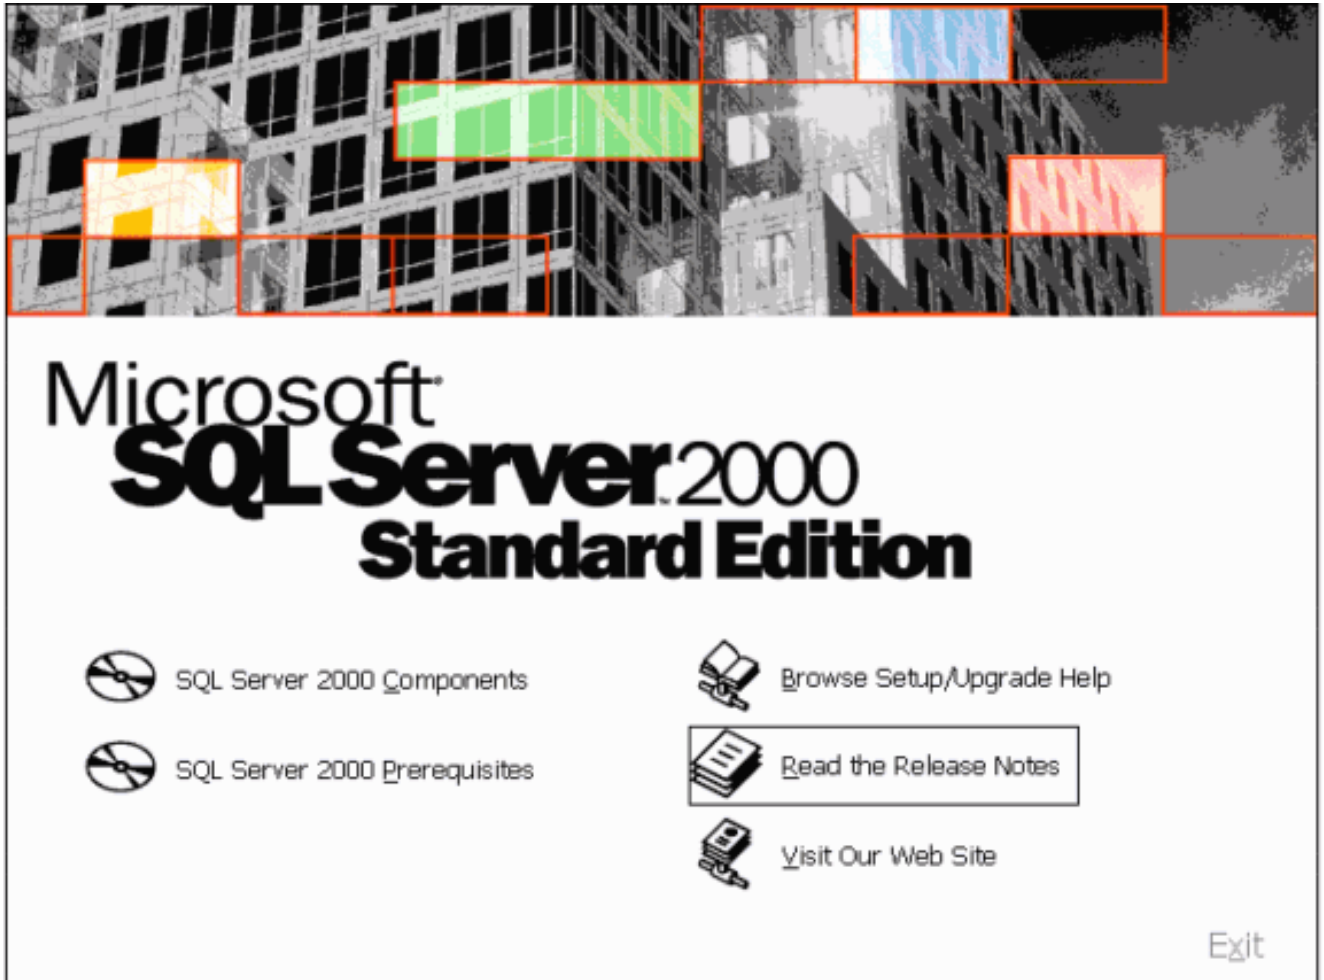 Microsoft®
SQL Server™ 2000
Standard Edition
SQL Server 2000 Components
SQL Server 2000 Prerequisites
Browse Setup/Upgrade Help
Read the Release Notes
Visit Our Web Site
Exit